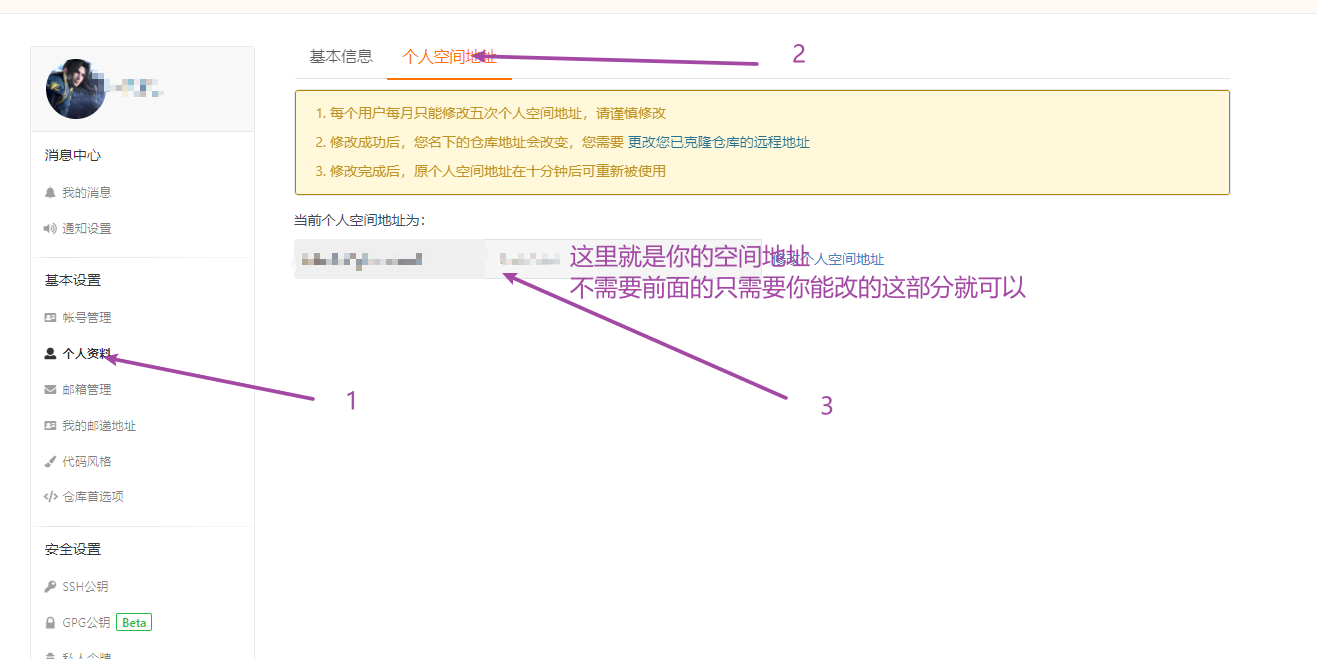 基本信息
个人空间地址
2
1. 每个用户每月只能修改五次个人空间地址，请谨慎修改
2. 修改成功后，您名下的仓库地址会改变，您需要 更改您已克隆仓库的远程地址
3. 修改完成后，原个人空间地址在十分钟后可重新被使用
当前个人空间地址为：
这里就是你的空间地址
修改个人空间地址
不需要前面的只需要你能改的这部分就可以
3
消息中心
我的消息
通知设置
基本设置
帐号管理
个人资料
1
邮箱管理
我的邮递地址
代码风格
仓库首选项
安全设置
SSH公钥
GPG公钥 Beta
私人令牌